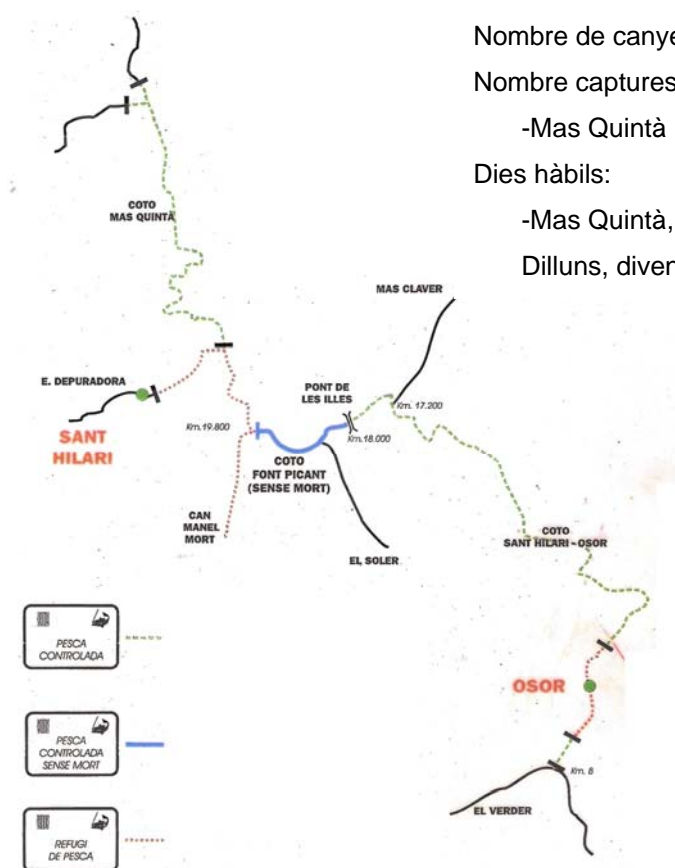 Nombre de canye
Nombre captures
-Mas Quintà
Dies hàbils:
-Mas Quintà,
Dilluns, diven
COTO
MAS QUINTÀ
MAS CLAVER
E. DEPURADORA
PONT DE
LES ILLES
Km. 17.200
SANT
HILARI
Km. 19.800
Km. 18.000
COTO
FONT PICANT
(SENSE MORT)
CAN
MANEL
MORT
EL SOLER
COTO
SANT HILARI - OSOR
PESCA
CONTROLADA
OSOR
PESCA
CONTROLADA
SENSE MORT
Km. 8
EL VERDER
REFUGI
DE PESCA